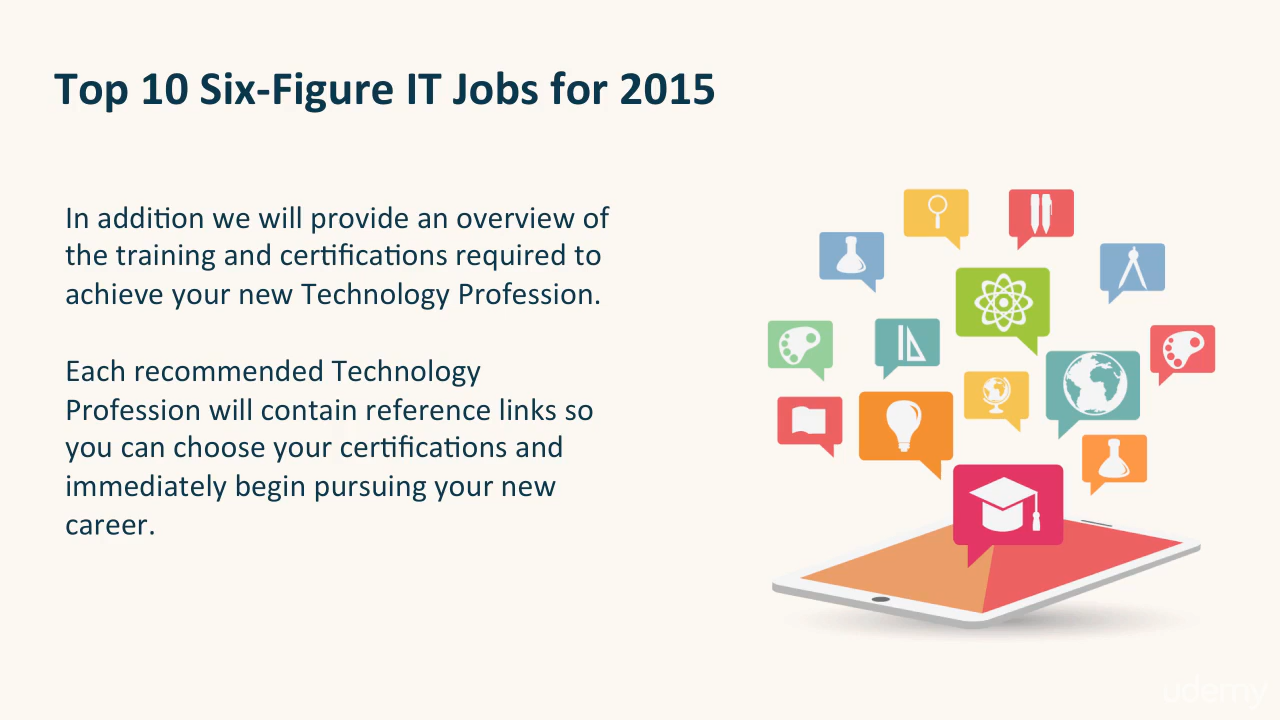 Top 10 Six-Figure IT Jobs for 2015
In addition we will provide an overview of
the training and certifications required to
achieve your new Technology Profession.
Each recommended Technology
Profession will contain reference links so
you can choose your certifications and
immediately begin pursuing your new
career.
udemy